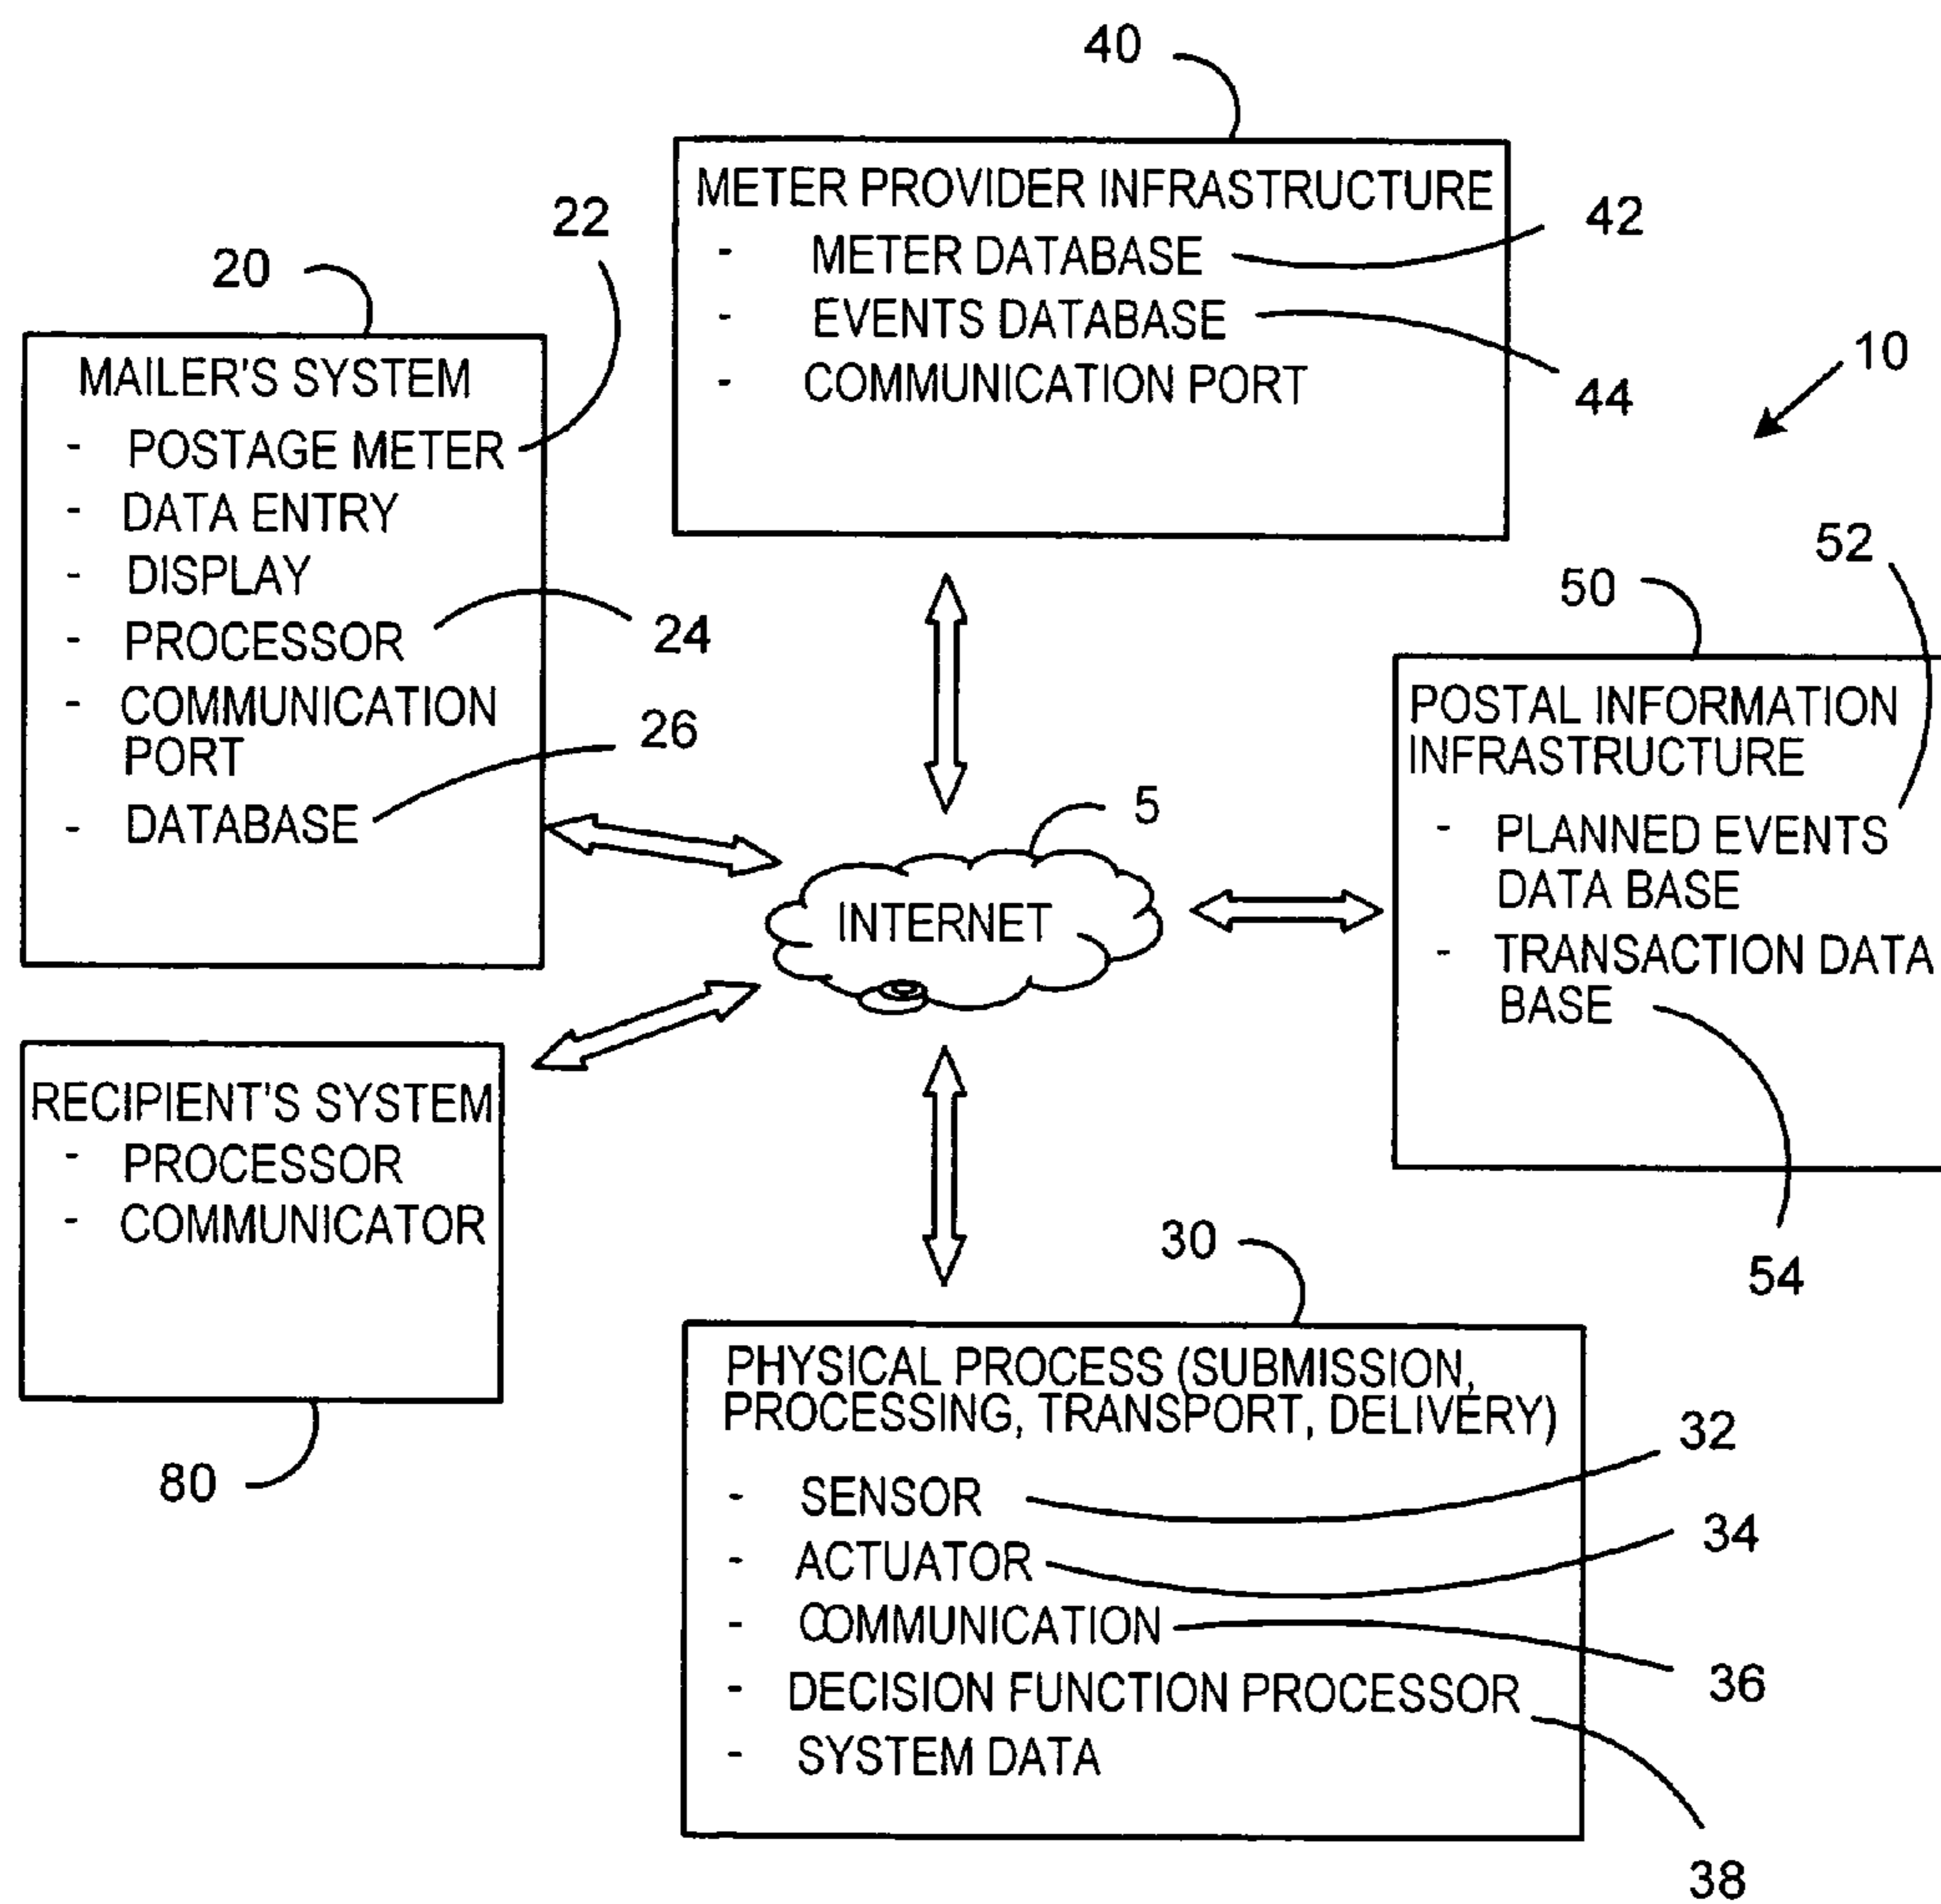 40
METER PROVIDER INFRASTRUCTURE
- METER DATABASE
42
- EVENTS DATABASE
44
- COMMUNICATION PORT
10
20
22
MAILER'S SYSTEM
- POSTAGE METER
- DATA ENTRY
- DISPLAY
- PROCESSOR
24
- COMMUNICATION
PORT
26
- DATABASE
5
INTERNET
50
52
POSTAL INFORMATION
INFRASTRUCTURE
- PLANNED EVENTS
DATA BASE
- TRANSACTION DATA
BASE
54
RECIPIENT'S SYSTEM
- PROCESSOR
- COMMUNICATOR
80
30
PHYSICAL PROCESS (SUBMISSION,
PROCESSING, TRANSPORT, DELIVERY)
- SENSOR
32
- ACTUATOR
34
- COMMUNICATION
36
- DECISION FUNCTION PROCESSOR
38
- SYSTEM DATA